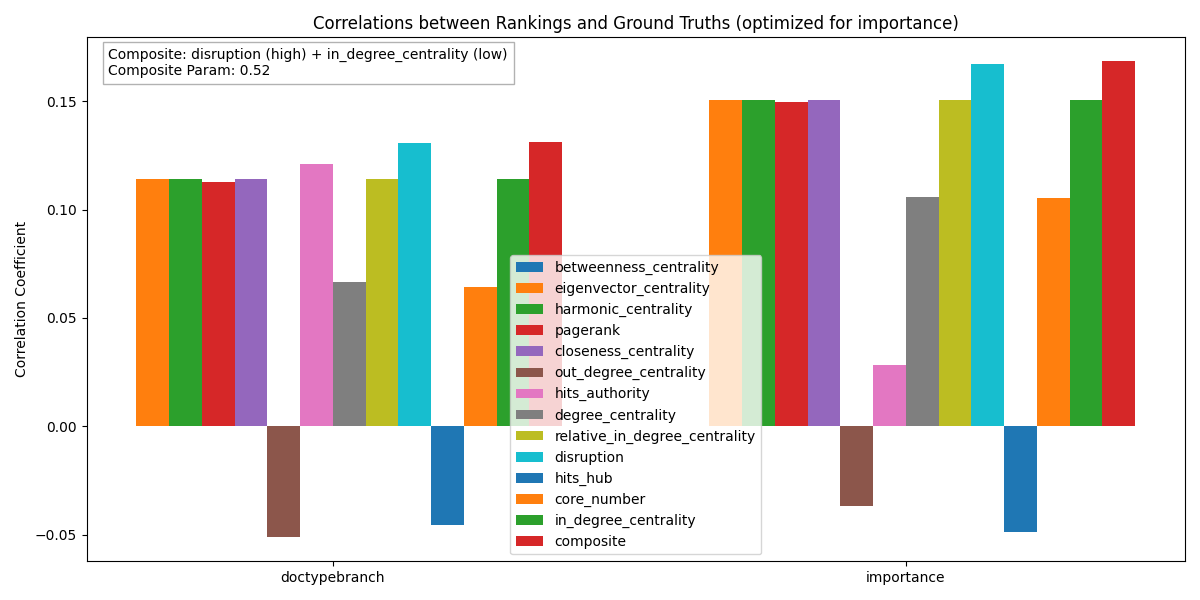 Correlations between Rankings and Ground Truths (optimized for importance)
Composite: disruption (high) + in_degree_centrality (low)
Composite Param: 0.52
Correlation Coefficient
0.15
0.10
0.05
0.00
−0.05
betweenness_centrality
eigenvector_centrality
harmonic_centrality
pagerank
closeness_centrality
out_degree_centrality
hits_authority
degree_centrality
relative_in_degree_centrality
disruption
hits_hub
core_number
in_degree_centrality
composite
doctypebranch
importance